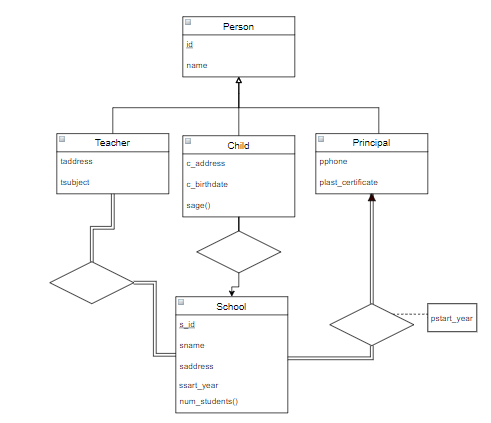 Person
id
name
Teacher
taddress
tsubject
Child
c_address
c_birthdate
sage()
Principal
pphone
plast_certificate
School
s_id
sname
saddress
ssart_year
num_students()
pstart_year